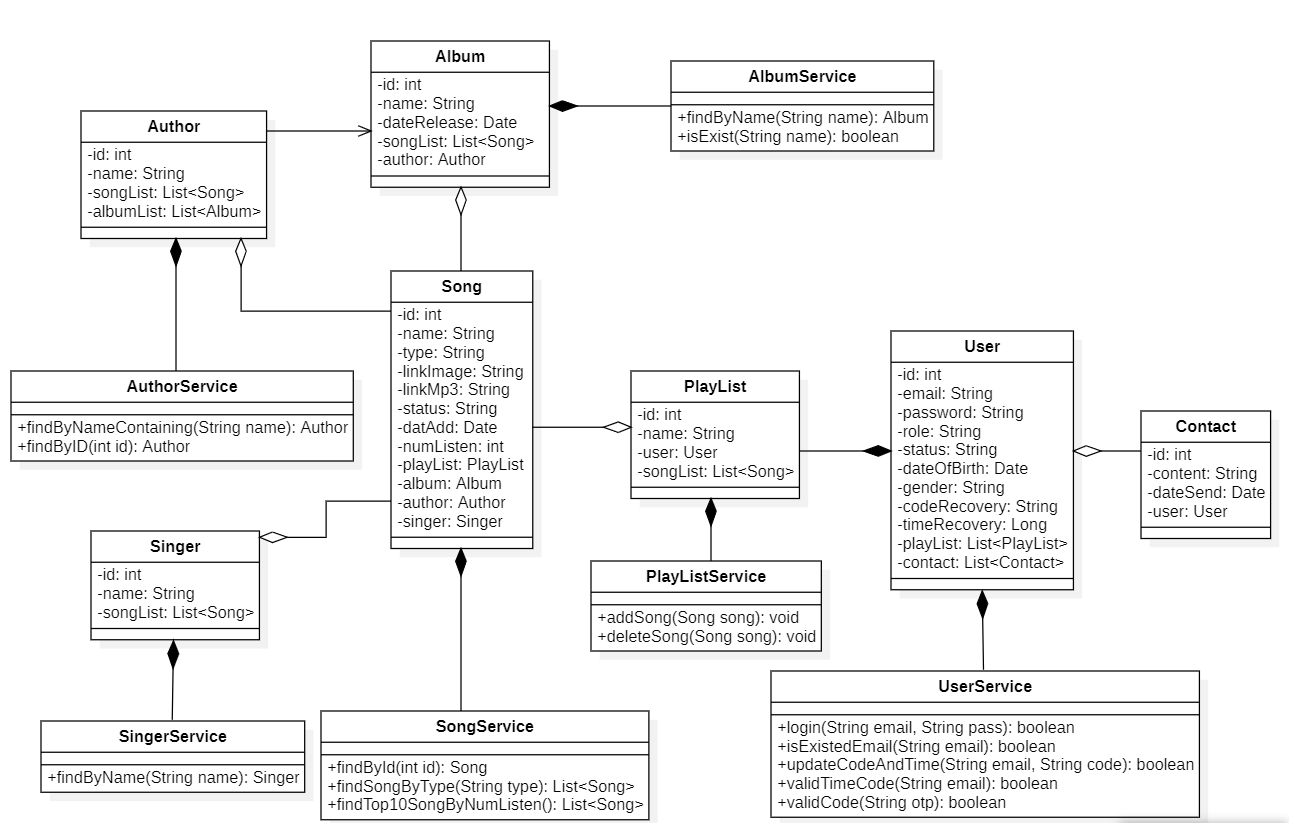 Album
-id: int
-name: String
-dateRelease: Date
-songList: List<Song>
-author: Author
AlbumService
+findByName(String name): Album
+isExist(String name): boolean
Author
-id: int
-name: String
-songList: List<Song>
-albumList: List<Album>
Song
-id: int
-name: String
-type: String
-linkImage: String
-linkMp3: String
-status: String
-datAdd: Date
-numListen: int
-playList: PlayList
-album: Album
-author: Author
-singer: Singer
AuthorService
+findByNameContaining(String name): Author
+findByID(int id): Author
PlayList
-id: int
-name: String
-user: User
-songList: List<Song>
User
-id: int
-email: String
-password: String
-role: String
-status: String
-dateOfBirth: Date
-gender: String
-codeRecovery: String
-timeRecovery: Long
-playList: List<PlayList>
-contact: List<Contact>
Contact
-id: int
-content: String
-dateSend: Date
-user: User
Singer
-id: int
-name: String
-songList: List<Song>
PlayListService
+addSong(Song song): void
+deleteSong(Song song): void
SingerService
+findByName(String name): Singer
SongService
+findById(int id): Song
+findSongByType(String type): List<Song>
+findTop10SongByNumListen(): List<Song>
UserService
+login(String email, String pass): boolean
+isExistedEmail(String email): boolean
+updateCodeAndTime(String email, String code): boolean
+validTimeCode(String email): boolean
+validCode(String otp): boolean